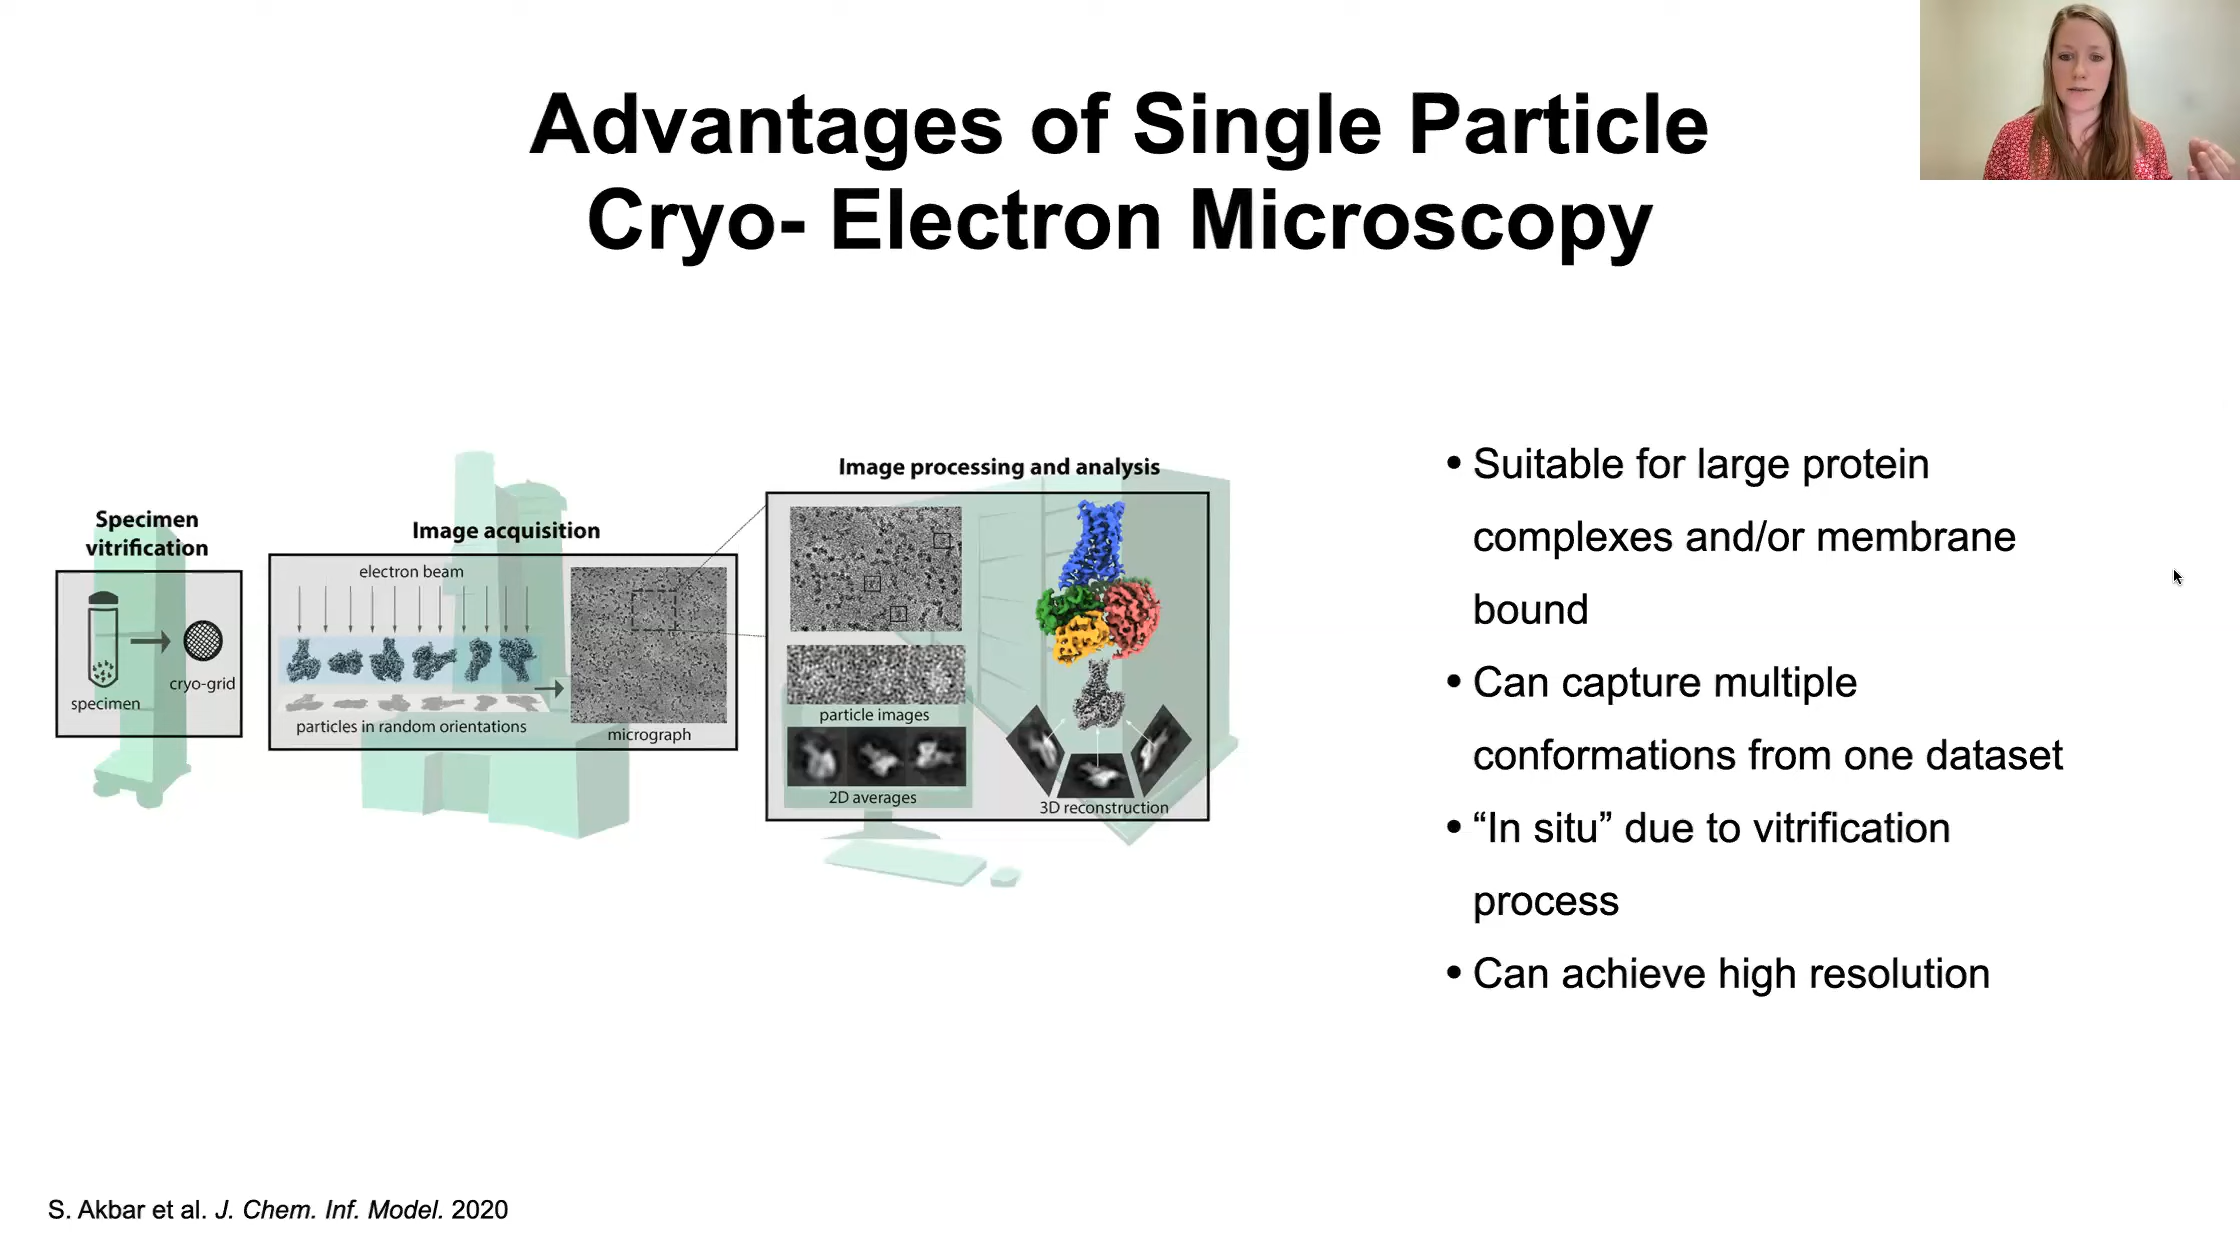 Advantages of Single Particle
Cryo- Electron Microscopy
Specimen
vitrification
specimen
cryo-grid
Image acquisition
electron beam
particles in random orientations
micrograph
Image processing and analysis
particle images
2D averages
3D reconstruction
• Suitable for large protein
complexes and/or membrane
bound
• Can capture multiple
conformations from one dataset
• “In situ” due to vitrification
process
• Can achieve high resolution
S. Akbar et al. J. Chem. Inf. Model. 2020